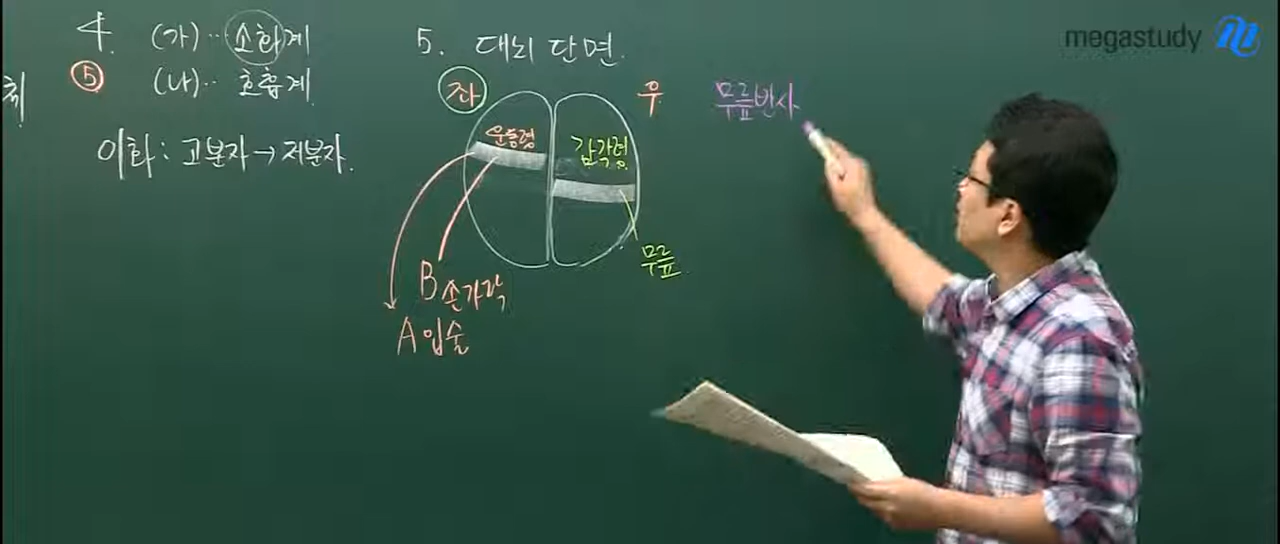 megastudy
4. (가)‥ 소화계
⑤ (나)‥ 호흡계
칙
이화 : 고분자 → 저분자.
5. 대뇌 단면.
좌
우
운동령
감각령
무릎.
B 손가락
A 입술
무릎반사